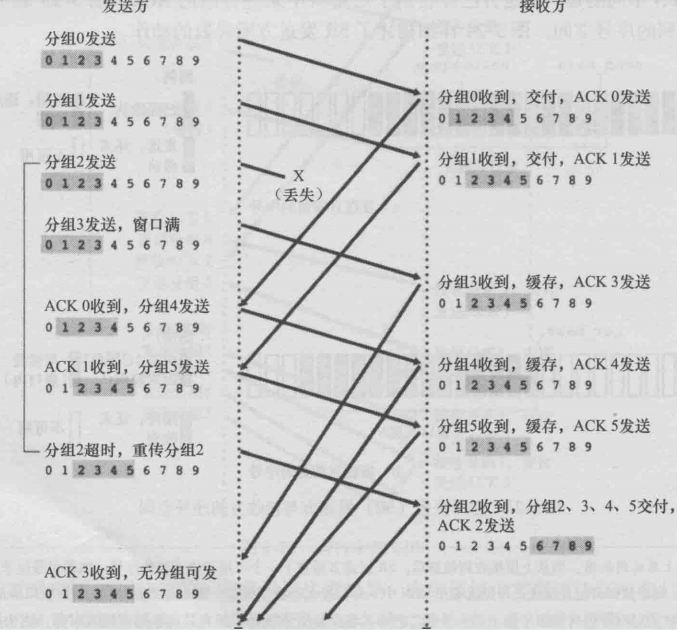 发送方
接收方
分组0发送
0 1 2 3 4 5 6 7 8 9
分组1发送
0 1 2 3 4 5 6 7 8 9
分组2发送
0 1 2 3 4 5 6 7 8 9
X
(丢失)
分组3发送，窗口满
0 1 2 3 4 5 6 7 8 9
ACK 0收到，分组4发送
0 1 2 3 4 5 6 7 8 9
ACK 1收到，分组5发送
0 1 2 3 4 5 6 7 8 9
分组2超时，重传分组2
0 1 2 3 4 5 6 7 8 9
ACK 3收到，无分组可发
0 1 2 3 4 5 6 7 8 9
分组0收到，交付，ACK 0发送
0 1 2 3 4 5 6 7 8 9
分组1收到，交付，ACK 1发送
0 1 2 3 4 5 6 7 8 9
分组3收到，缓存，ACK 3发送
0 1 2 3 4 5 6 7 8 9
分组4收到，缓存，ACK 4发送
0 1 2 3 4 5 6 7 8 9
分组5收到，缓存，ACK 5发送
0 1 2 3 4 5 6 7 8 9
分组2收到，分组2、3、4、5交付，
ACK 2发送
0 1 2 3 4 5 6 7 8 9